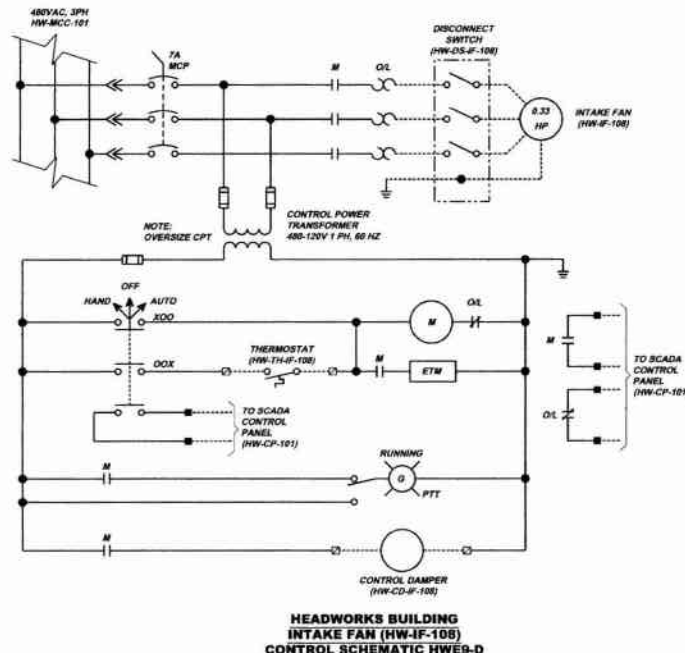 480VAC, 3PH
HW-MCC-101
7A
MCP
M
O/L
DISCONNECT
SWITCH
(HW-DS-IF-108)
0.33
HP
INTAKE FAN
(HW-IF-108)
NOTE:
OVERSIZE CPT
CONTROL POWER
TRANSFORMER
480-120V 1 PH, 60 HZ
OFF
HAND
AUTO
XOO
M
O/L
OOX
THERMOSTAT
(HW-TH-IF-108)
M
ETM
M
O/L
TO SCADA
CONTROL
PANEL
(HW-CP-101)
TO SCADA
CONTROL
PANEL
(HW-CP-101)
M
RUNNING
G
PTT
M
CONTROL DAMPER
(HW-CD-IF-108)
HEADWORKS BUILDING
INTAKE FAN (HW-IF-108)
CONTROL SCHEMATIC HWE9-D